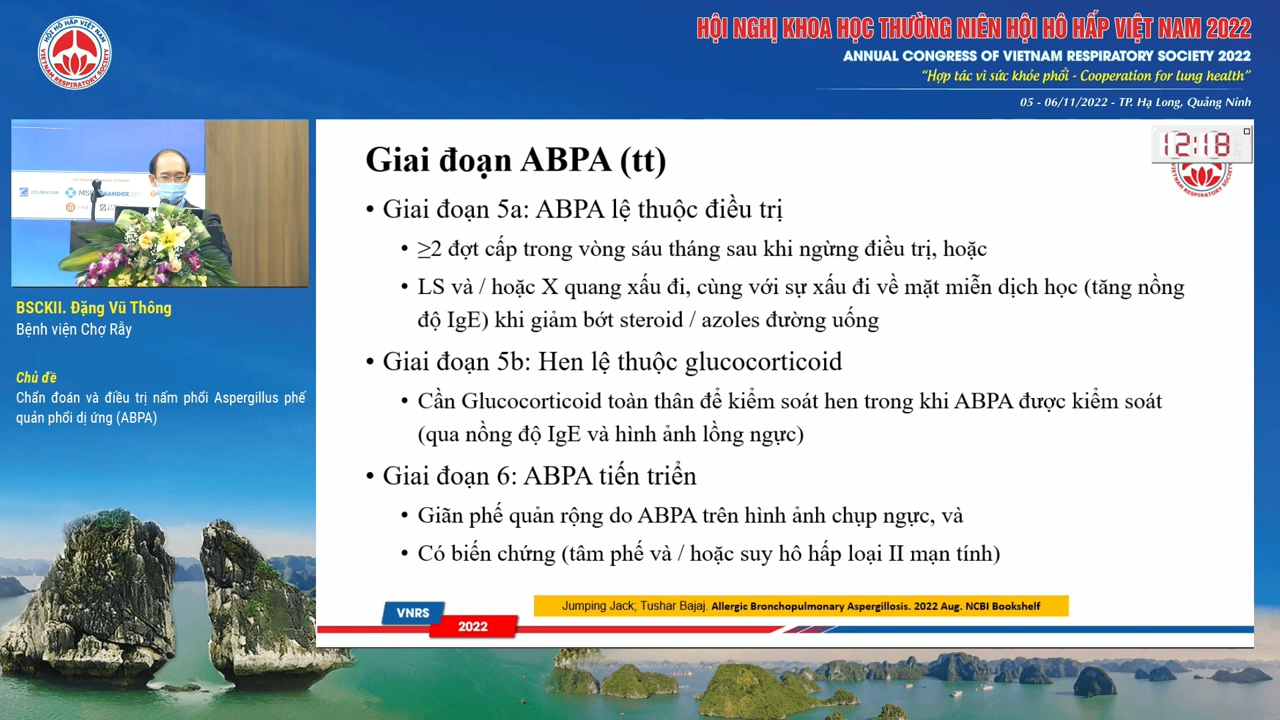 HỘI HÔ HẤP VIỆT NAM
VIETNAM RESPIRATORY SOCIETY
HỘI NGHỊ KHOA HỌC THƯỜNG NIÊN HỘI HÔ HẤP VIỆT NAM 2022
ANNUAL CONGRESS OF VIETNAM RESPIRATORY SOCIETY 2022
“Hợp tác vì sức khỏe phổi - Cooperation for lung health”
05 - 06/11/2022 - TP. Hạ Long, Quảng Ninh
BSCKII. Đặng Vũ Thông
Bệnh viện Chợ Rẫy
Chủ đề
Chẩn đoán và điều trị nấm phổi Aspergillus phế
quản phổi dị ứng (ABPA)
12:18
Giai đoạn ABPA (tt)
• Giai đoạn 5a: ABPA lệ thuộc điều trị
• ≥2 đợt cấp trong vòng sáu tháng sau khi ngừng điều trị, hoặc
• LS và / hoặc X quang xấu đi, cùng với sự xấu đi về mặt miễn dịch học (tăng nồng
độ IgE) khi giảm bớt steroid / azoles đường uống
• Giai đoạn 5b: Hen lệ thuộc glucocorticoid
• Cần Glucocorticoid toàn thân để kiểm soát hen trong khi ABPA được kiểm soát
(qua nồng độ IgE và hình ảnh lồng ngực)
• Giai đoạn 6: ABPA tiến triển
• Giãn phế quản rộng do ABPA trên hình ảnh chụp ngực, và
• Có biến chứng (tâm phế và / hoặc suy hô hấp loại II mạn tính)
Jumping Jack; Tushar Bajaj. Allergic Bronchopulmonary Aspergillosis. 2022 Aug. NCBI Bookshelf
VNRS
2022